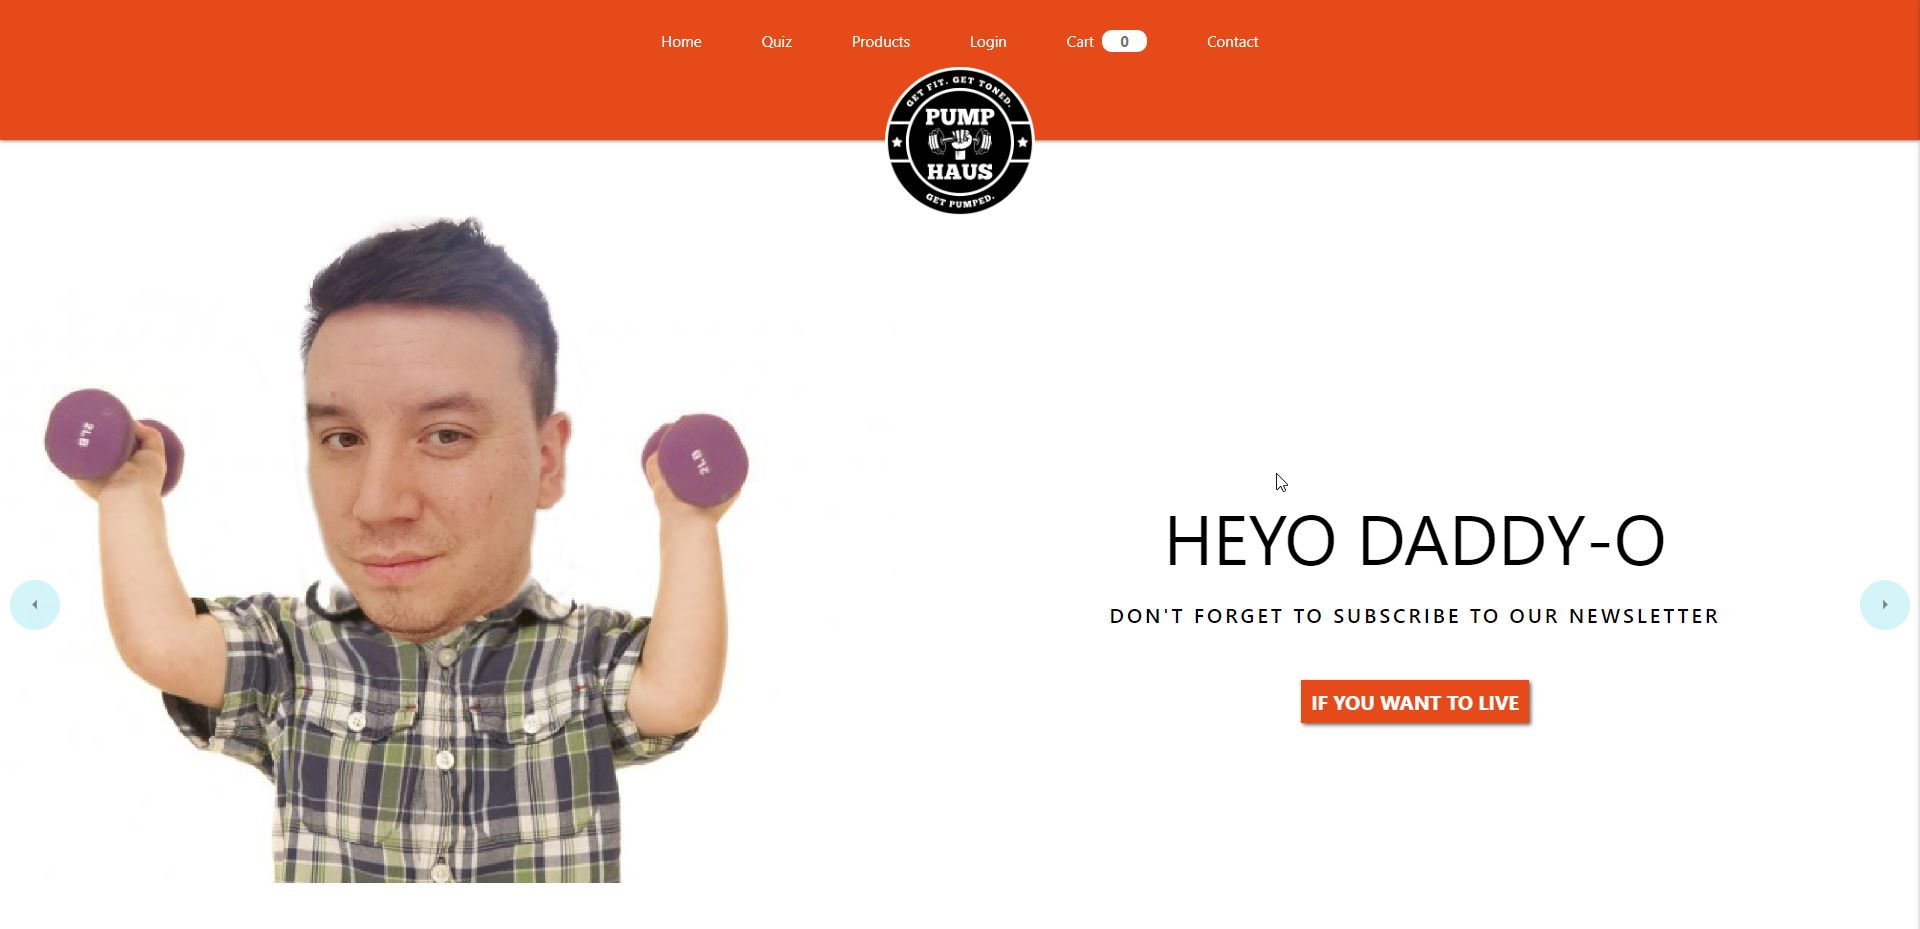 Home Quiz Products Login Cart 0 Contact
GET FIT. GET TONED.
PUMP
HAUS
GET PUMPED.
2LB
2LB
HEYO DADDY-O
DON'T FORGET TO SUBSCRIBE TO OUR NEWSLETTER
IF YOU WANT TO LIVE